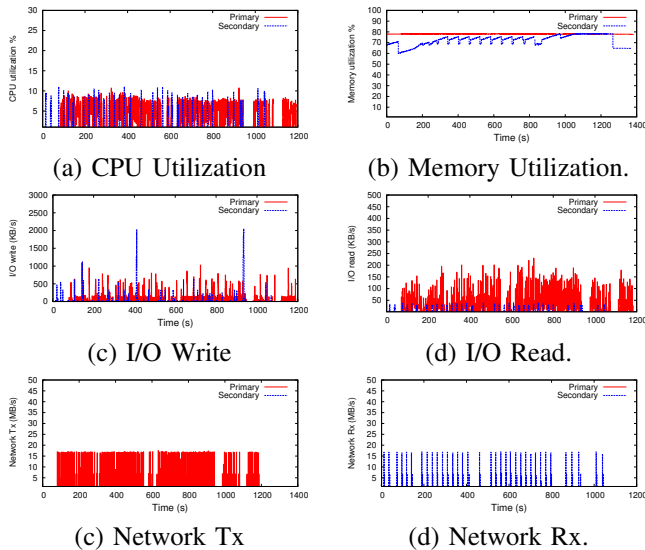 Primary
Secondary
CPU utilization %
30
25
20
15
10
5
0 200 400 600 800 1000 1200
Time (s)
(a) CPU Utilization
Primary
Secondary
Memory utilization %
100
90
80
70
60
50
40
30
20
10
0 200 400 600 800 1000 1200 1400
Time (s)
(b) Memory Utilization.
Primary
Secondary
I/O write (KB/s)
3000
2500
2000
1500
1000
500
0
0 200 400 600 800 1000 1200
Time (s)
(c) I/O Write
Primary
Secondary
I/O read (KB/s)
500
450
400
350
300
250
200
150
100
50
0 200 400 600 800 1000 1200
Time (s)
(d) I/O Read.
Primary
Secondary
Network Tx (MB/s)
50
45
40
35
30
25
20
15
10
5
0 200 400 600 800 1000 1200 1400
Time (s)
(c) Network Tx
Primary
Secondary
Network Rx (MB/s)
50
45
40
35
30
25
20
15
10
5
0 200 400 600 800 1000 1200
Time (s)
(d) Network Rx.